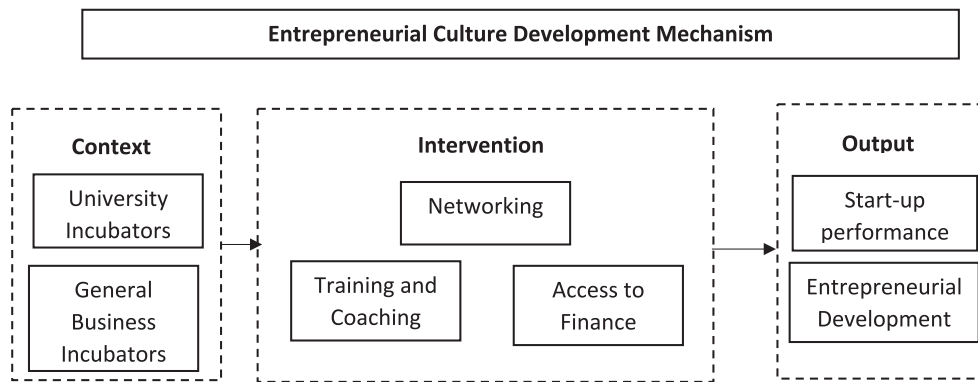 Entrepreneurial Culture Development Mechanism
Context
University
Incubators
General
Business
Incubators
Intervention
Networking
Training and
Coaching
Access to
Finance
Output
Start-up
performance
Entrepreneurial
Development